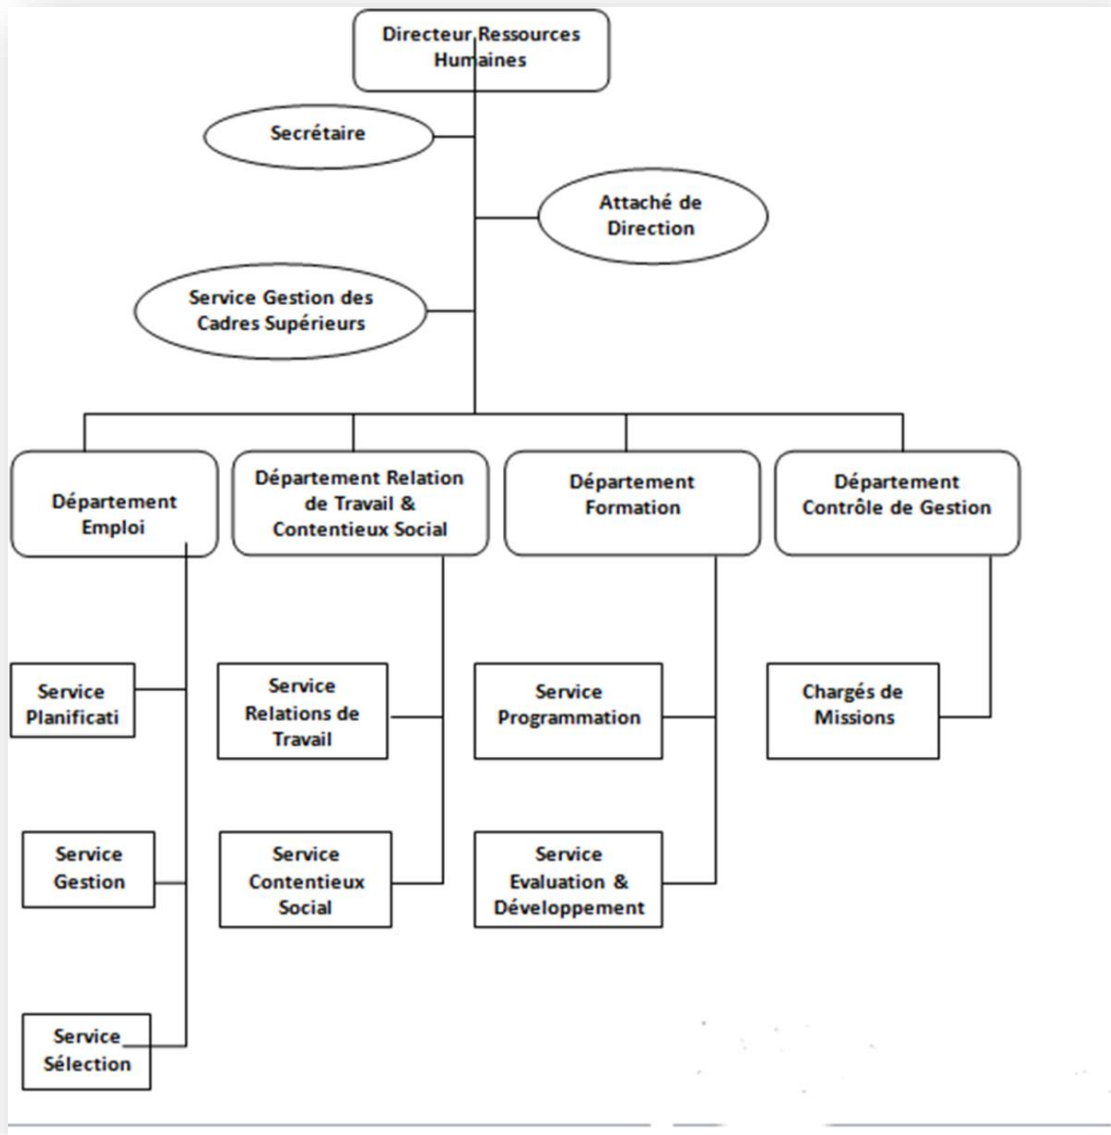 Directeur Ressources
Humaines
Secrétaire
Attaché de
Direction
Service Gestion des
Cadres Supérieurs
Département
Emploi
Département Relation
de Travail &
Contentieux Social
Département
Formation
Département
Contrôle de Gestion
Service
Planificati
Service
Relations de
Travail
Service
Programmation
Chargés de
Missions
Service
Gestion
Service
Contentieux
Social
Service
Evaluation &
Développement
Service
Sélection